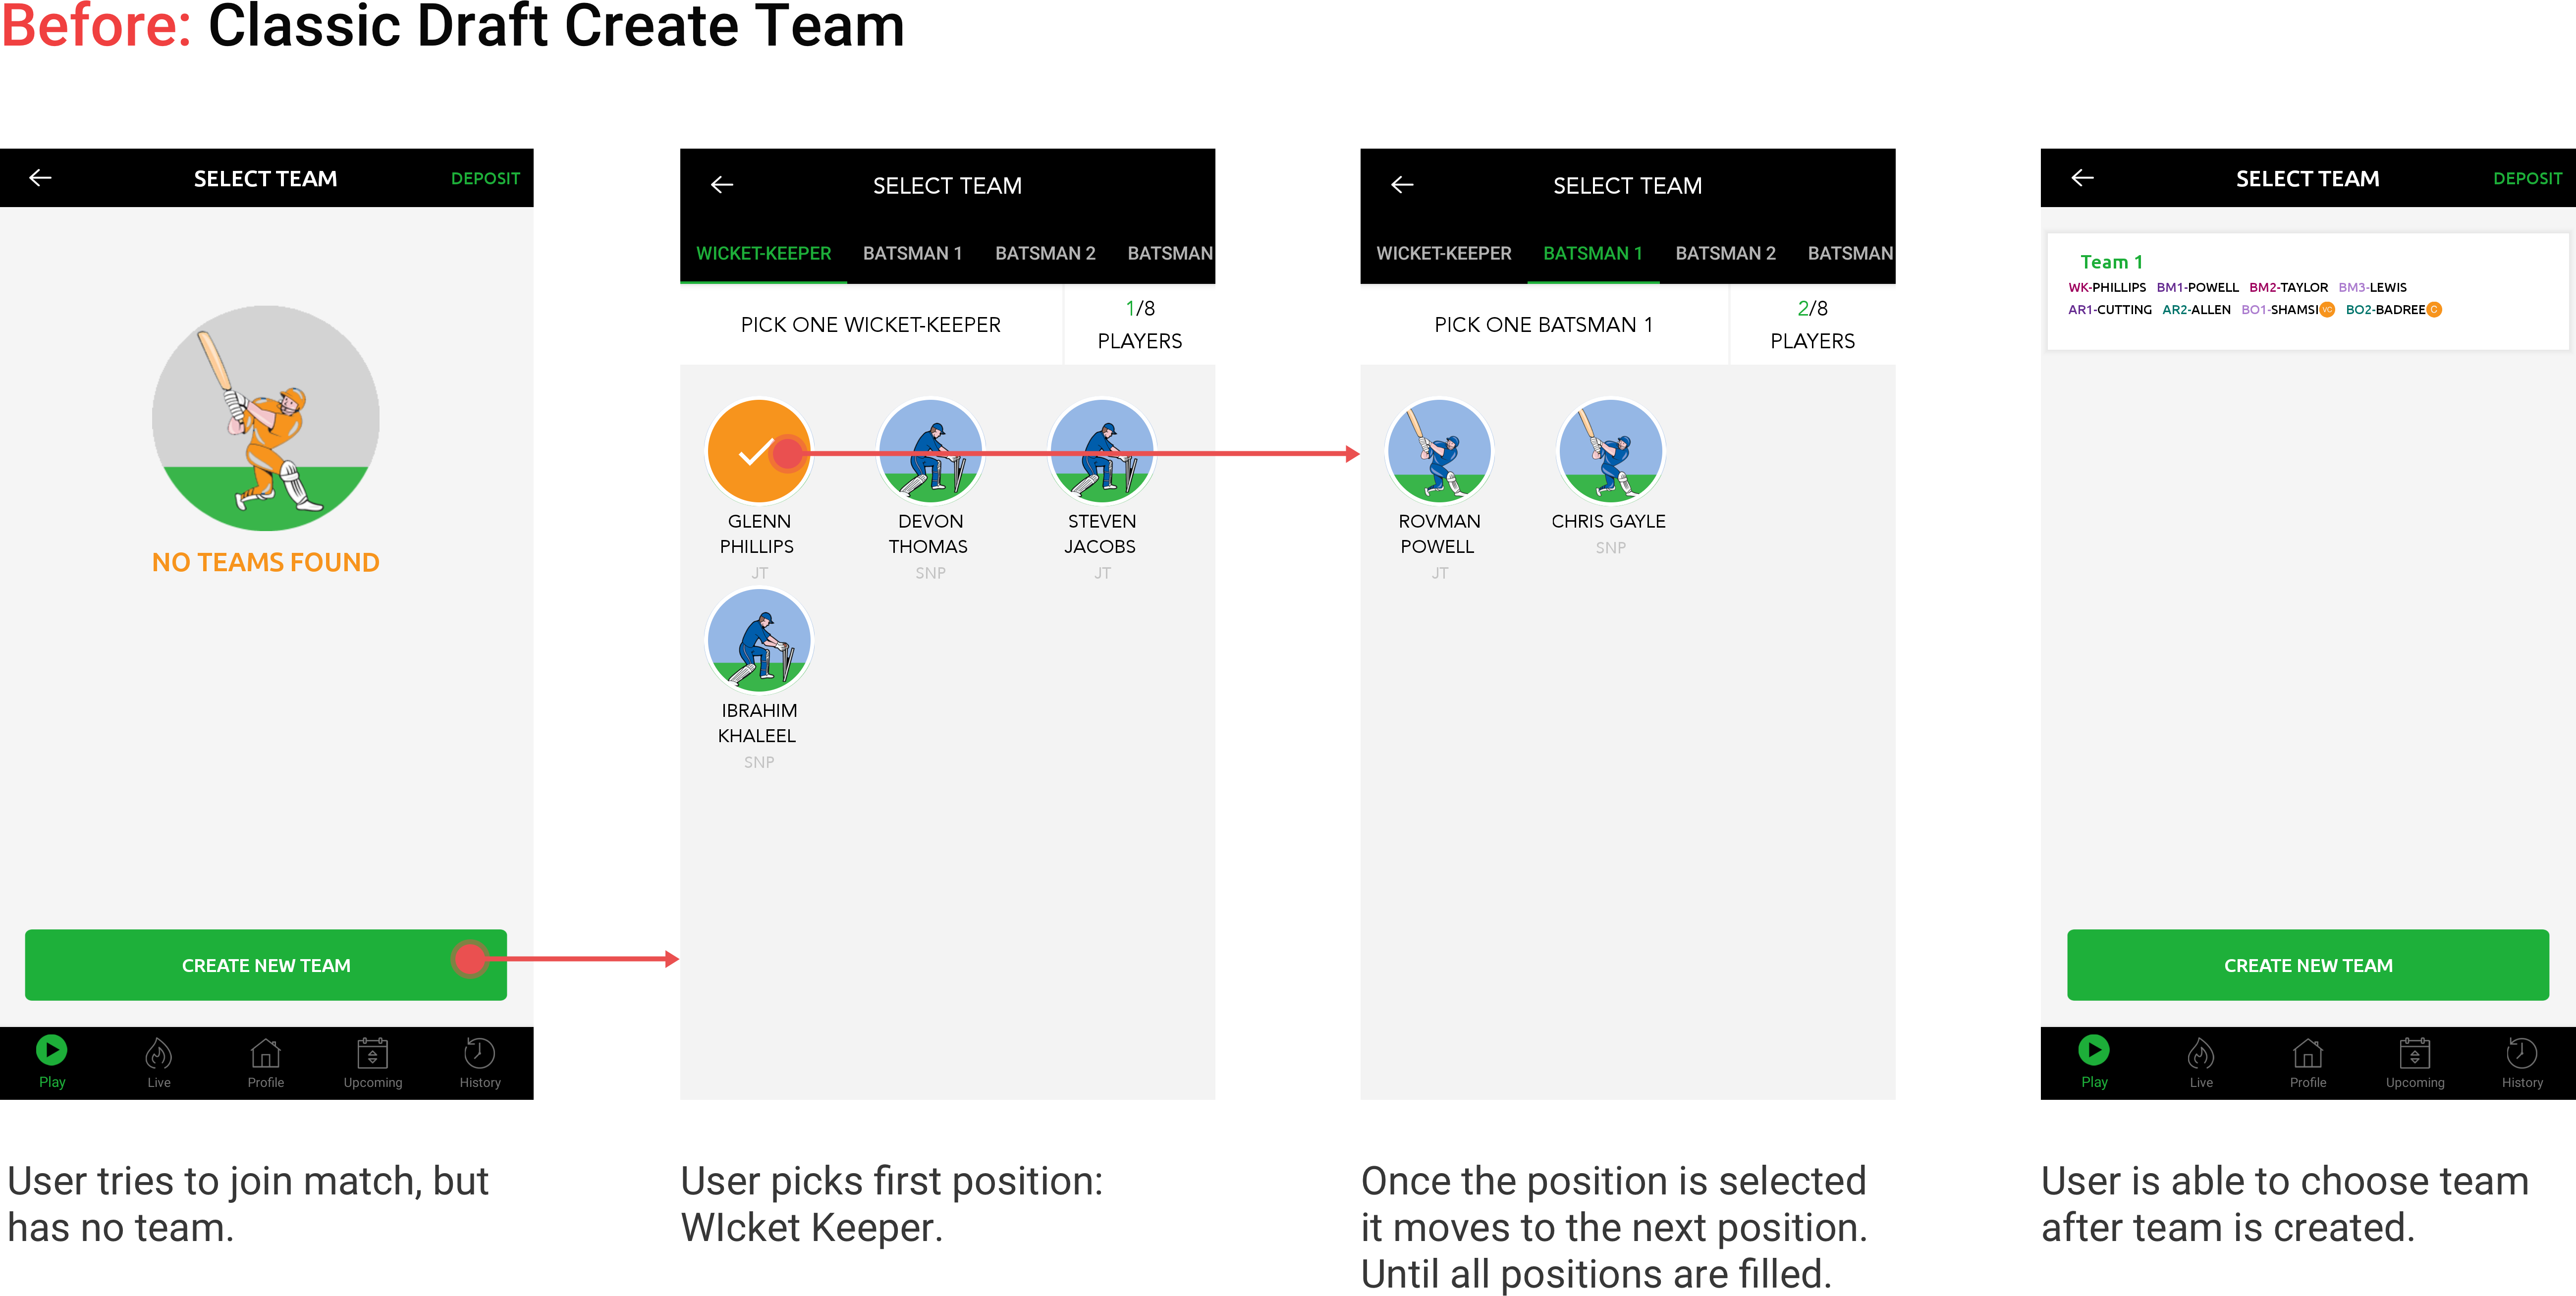 Before: Classic Draft Create Team
SELECT TEAM
DEPOSIT
NO TEAMS FOUND
CREATE NEW TEAM
Play
Live
Profile
Upcoming
History
User tries to join match, but
has no team.
SELECT TEAM
WICKET-KEEPER
BATSMAN 1
BATSMAN 2
BATSMAN
PICK ONE WICKET-KEEPER
1/8
PLAYERS
GLENN
PHILLIPS
JT
DEVON
THOMAS
SNP
STEVEN
JACOBS
JT
IBRAHIM
KHALEEL
SNP
User picks first position:
WIcket Keeper.
SELECT TEAM
WICKET-KEEPER
BATSMAN 1
BATSMAN 2
BATSMAN
PICK ONE BATSMAN 1
2/8
PLAYERS
ROVMAN
POWELL
JT
CHRIS GAYLE
SNP
Once the position is selected
it moves to the next position.
Until all positions are filled.
SELECT TEAM
DEPOSIT
Team 1
WK-PHILLIPS BM1-POWELL BM2-TAYLOR BM3-LEWIS
AR1-CUTTING AR2-ALLEN BO1-SHAMSI VC BO2-BADREE C
CREATE NEW TEAM
Play
Live
Profile
Upcoming
History
User is able to choose team
after team is created.